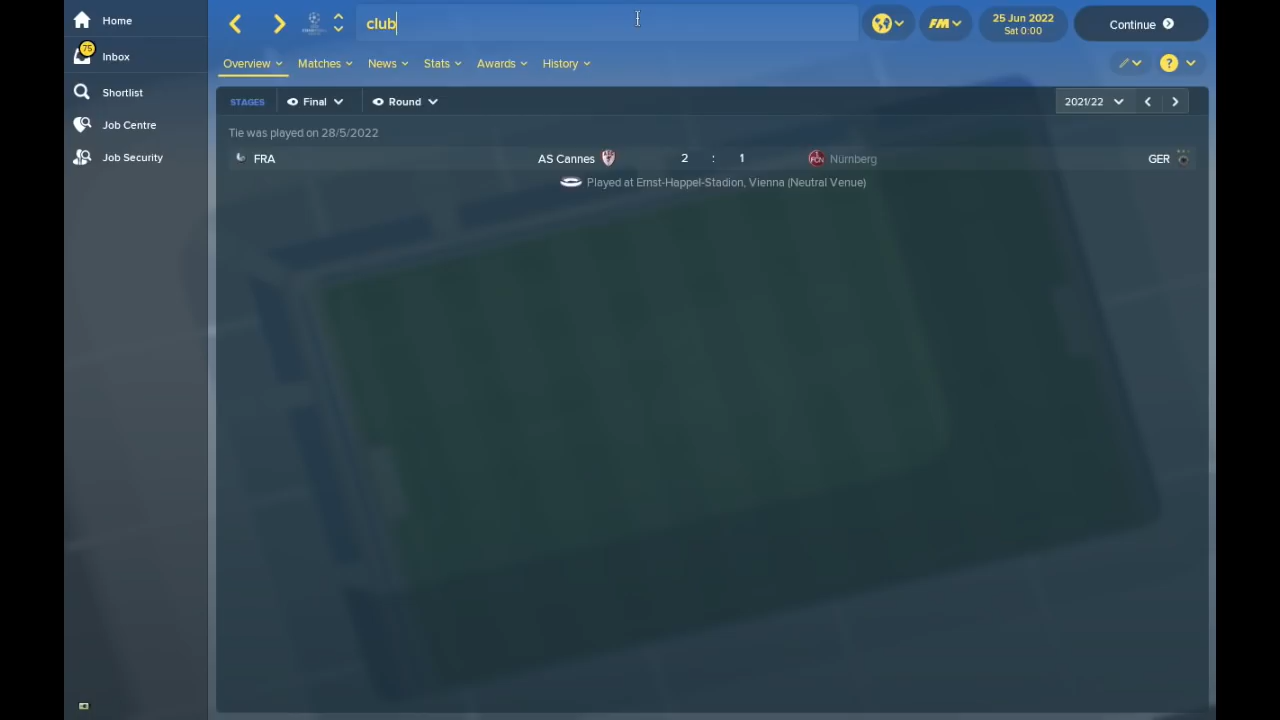 Home
75
Inbox
Shortlist
Job Centre
Job Security
club
FM
25 Jun 2022
Sat 0:00
Continue
Overview Matches News Stats Awards History
?
STAGES Final Round 2021/22
Tie was played on 28/5/2022
FRA AS Cannes 2 : 1 Nürnberg GER
Played at Ernst-Happel-Stadion, Vienna (Neutral Venue)